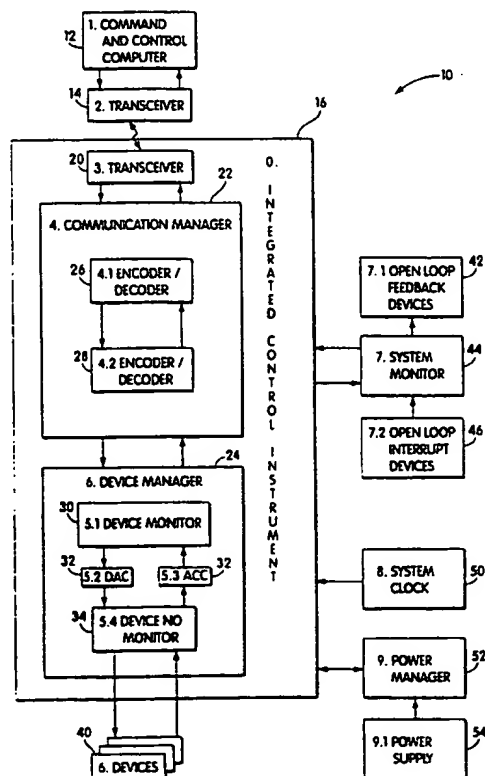 12
1. COMMAND
AND CONTROL
COMPUTER
10
14
2. TRANSCEIVER
16
20
3. TRANSCEIVER
22
0. INTEGRATED CONTROL INSTRUMENT
4. COMMUNICATION MANAGER
26
4.1 ENCODER /
DECODER
28
4.2 ENCODER /
DECODER
42
7.1 OPEN LOOP
FEEDBACK
DEVICES
7. SYSTEM
MONITOR
44
7.2 OPEN LOOP
INTERRUPT
DEVICES
46
24
6. DEVICE MANAGER
30
5.1 DEVICE MONITOR
32
5.2 DAC
5.3 ACC
32
34
5.4 DEVICE NO
MONITOR
8. SYSTEM
CLOCK
50
9. POWER
MANAGER
52
9.1 POWER
SUPPLY
54
40
6. DEVICES